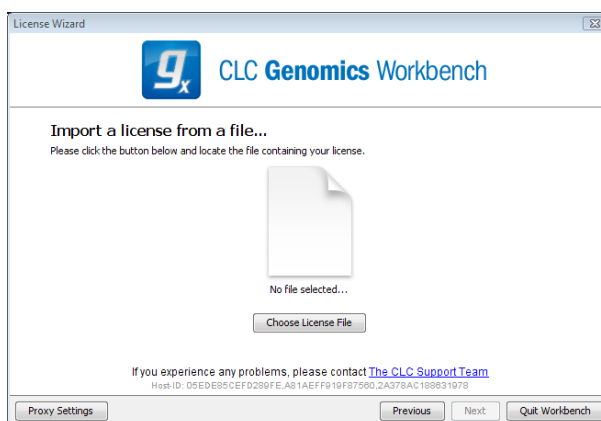 License Wizard
gx
CLC Genomics Workbench
Import a license from a file...
Please click the button below and locate the file containing your license.
No file selected...
Choose License File
If you experience any problems, please contact The CLC Support Team
Host-ID: D5EDE85CEFD289FE,A81AEFF919F87560,2A378AC188631978
Proxy Settings Previous Next Quit Workbench